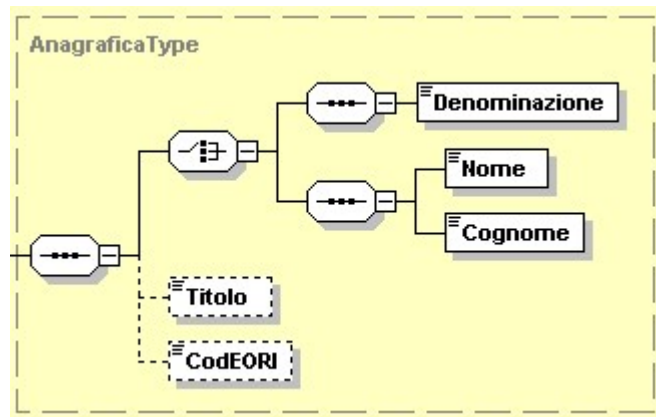 AnagraficaType
Denominazione
Nome
Cognome
Titolo
CodEORI